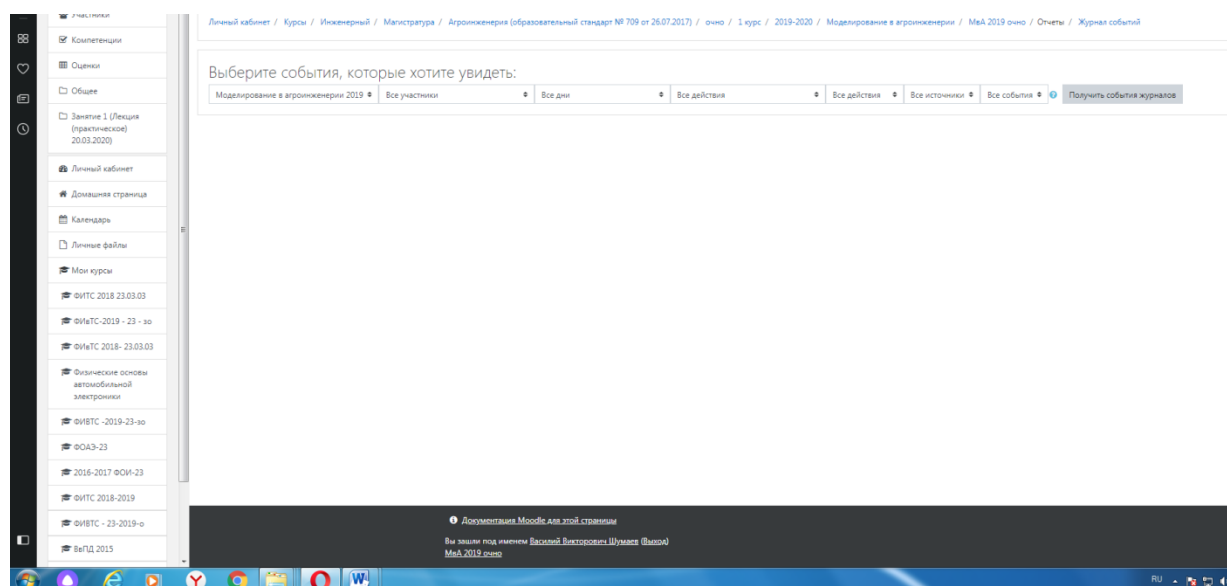 Участники
Компетенции
Оценки
Общее
Занятие 1 (Лекция
(практическое)
20.03.2020)
Личный кабинет
Домашняя страница
Календарь
Личные файлы
Мои курсы
ФИТС 2018 23.03.03
ФИвТС-2019 - 23 - зо
ФИвТС 2018- 23.03.03
Физические основы
автомобильной
электроники
ФИВТС -2019-23-зо
ФОАЭ-23
2016-2017 ФОИ-23
ФИТС 2018-2019
ФИВТС - 23-2019-о
ВвПД 2015
Личный кабинет / Курсы / Инженерный / Магистратура / Агроинженерия (образовательный стандарт № 709 от 26.07.2017) / очно / 1 курс / 2019-2020 / Моделирование в агроинженерии / МвА 2019 очно / Отчеты / Журнал событий
Выберите события, которые хотите увидеть:
Моделирование в агроинженерии 2019 Все участники Все дни Все действия Все действия Все источники Все события Получить события журналов
Документация Moodle для этой страницы
Вы зашли под именем Василий Викторович Шумаев (Выход)
МвА 2019 очно
RU